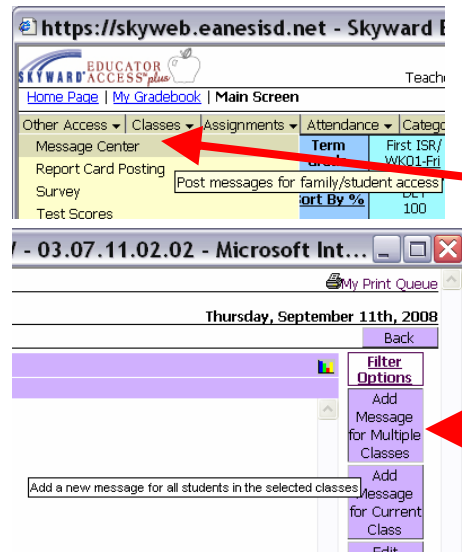 https://skyweb.eanesisd.net - Skyward
EDUCATOR
SKYWARD ACCESS plus
Home Page | My Gradebook | Main Screen
Other Access Classes Assignments Attendance
Message Center Term First ISR/
Report Card Posting WK01-Fri
Post messages for family/student access
Survey Sort By %
Test Scores 100
- 03.07.11.02.02 - Microsoft Int...
My Print Queue
Thursday, September 11th, 2008
Back
Filter
Options
Add
Message
for Multiple
Classes
Add a new message for all students in the selected classes
Add
Message
for Current
Class
Edit